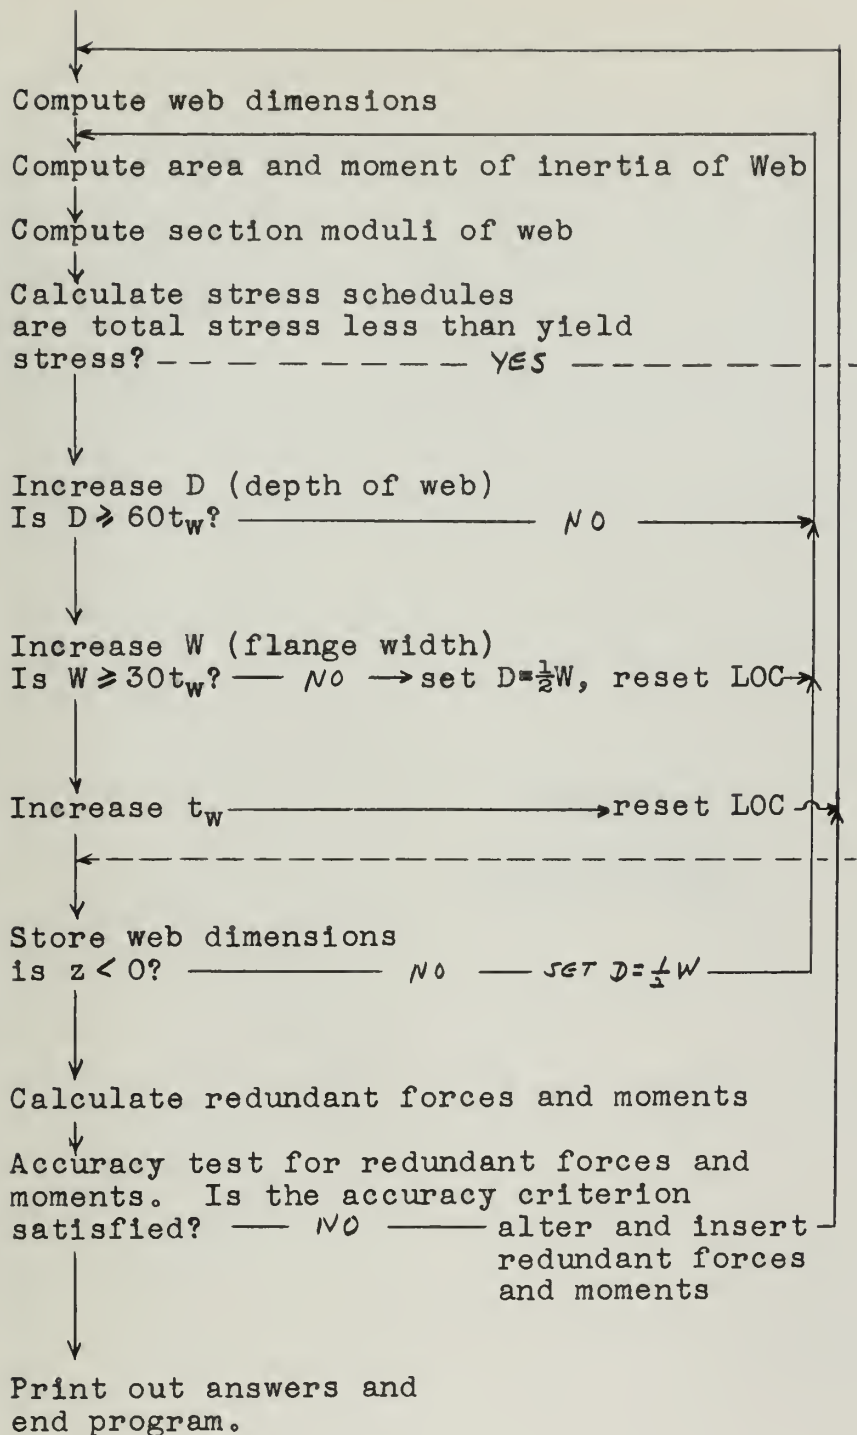 Compute web dimensions
Compute area and moment of inertia of Web
Compute section moduli of web
Calculate stress schedules
are total stress less than yield
stress? YES
Increase D (depth of web)
Is D ⩾ 60tw? NO
Increase W (flange width)
Is W ⩾ 30tw? NO set D=½W, reset LOC
Increase tw reset LOC
Store web dimensions
is z < 0? NO SET D=½W
Calculate redundant forces and moments
Accuracy test for redundant forces and
moments. Is the accuracy criterion
satisfied? NO alter and insert
redundant forces
and moments
Print out answers and
end program.